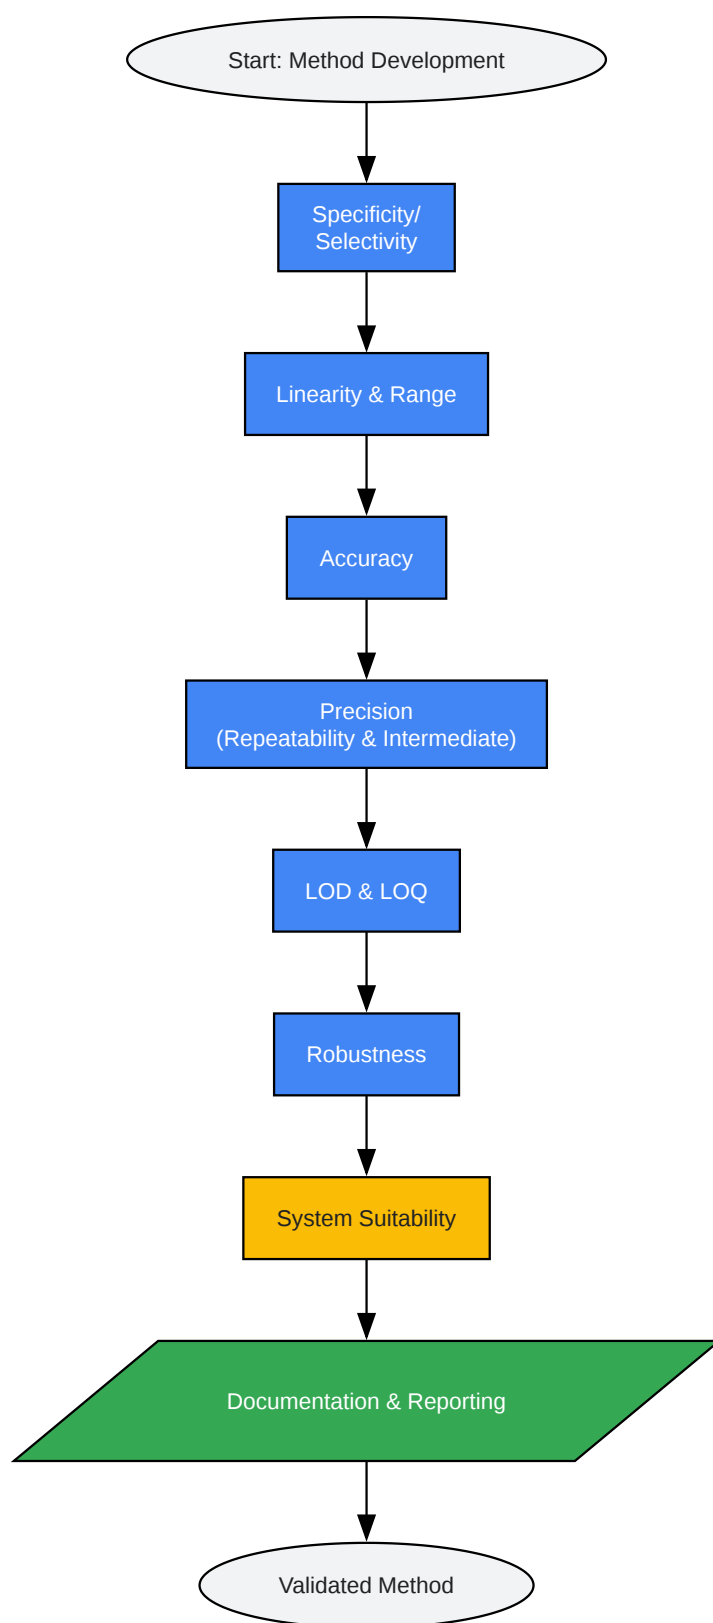 Start: Method Development
Specificity/
Selectivity
Linearity & Range
Accuracy
Precision
(Repeatability & Intermediate)
LOD & LOQ
Robustness
System Suitability
Documentation & Reporting
Validated Method